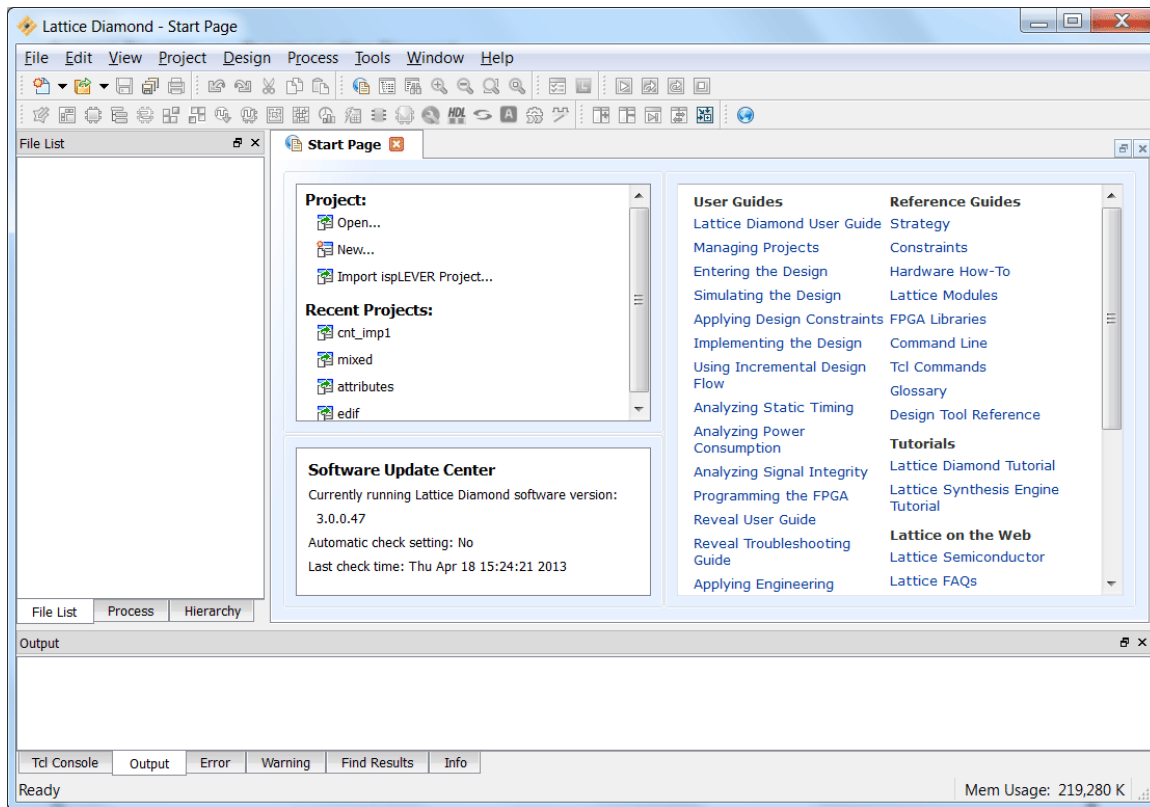 Lattice Diamond - Start Page
File Edit View Project Design Process Tools Window Help
HDL
A
File List
Start Page
Project:
Open...
New...
Import ispLEVER Project...
Recent Projects:
cnt_imp1
mixed
attributes
edif
Software Update Center
Currently running Lattice Diamond software version:
3.0.0.47
Automatic check setting: No
Last check time: Thu Apr 18 15:24:21 2013
User Guides
Lattice Diamond User Guide
Managing Projects
Entering the Design
Simulating the Design
Applying Design Constraints
Implementing the Design
Using Incremental Design
Flow
Analyzing Static Timing
Analyzing Power
Consumption
Analyzing Signal Integrity
Programming the FPGA
Reveal User Guide
Reveal Troubleshooting
Guide
Applying Engineering
Reference Guides
Strategy
Constraints
Hardware How-To
Lattice Modules
FPGA Libraries
Command Line
Tcl Commands
Glossary
Design Tool Reference
Tutorials
Lattice Diamond Tutorial
Lattice Synthesis Engine
Tutorial
Lattice on the Web
Lattice Semiconductor
Lattice FAQs
File List Process Hierarchy
Output
Tcl Console Output Error Warning Find Results Info
Ready Mem Usage: 219,280 K